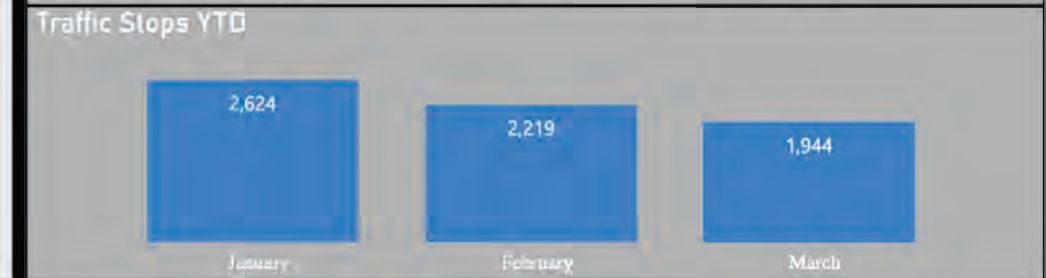 Traffic Stops YTD
2,624
2,219
1,944
January
February
March